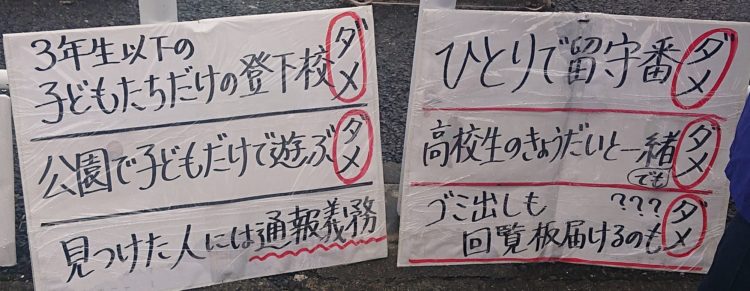 3年生以下の
子どもたちだけの登下校 ダメ
公園で子どもだけで遊ぶ ダメ
見つけた人には通報義務
ひとりで留守番 ダメ
高校生のきょうだいと一緒 ダメ
でも
ゴミ出しも ???
回覧板届けるのも ダメ